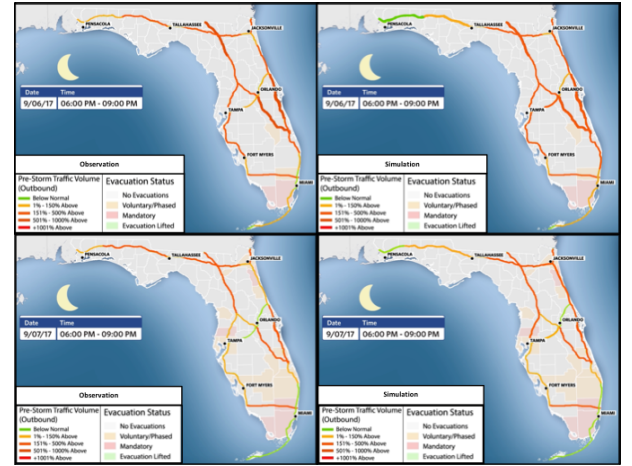 PENSACOLA
TALLAHASSEE
JACKSONVILLE
ORLANDO
TAMPA
FORT MYERS
MIAMI
Date Time
9/06/17 06:00 PM - 09:00 PM
Observation
Pre-Storm Traffic Volume
(Outbound)
Below Normal
1% - 150% Above
151% - 500% Above
501% - 1000% Above
+1001% Above
Evacuation Status
No Evacuations
Voluntary/Phased
Mandatory
Evacuation Lifted
PENSACOLA
TALLAHASSEE
JACKSONVILLE
ORLANDO
TAMPA
FORT MYERS
MIAMI
Date Time
9/06/17 06:00 PM - 09:00 PM
Simulation
Pre-Storm Traffic Volume
(Outbound)
Below Normal
1% - 150% Above
151% - 500% Above
501% - 1000% Above
+1001% Above
Evacuation Status
No Evacuations
Voluntary/Phased
Mandatory
Evacuation Lifted
PENSACOLA
TALLAHASSEE
JACKSONVILLE
ORLANDO
TAMPA
FORT MYERS
MIAMI
Date Time
9/07/17 06:00 PM - 09:00 PM
Observation
Pre-Storm Traffic Volume
(Outbound)
Below Normal
1% - 150% Above
151% - 500% Above
501% - 1000% Above
+1001% Above
Evacuation Status
No Evacuations
Voluntary/Phased
Mandatory
Evacuation Lifted
PENSACOLA
TALLAHASSEE
JACKSONVILLE
ORLANDO
TAMPA
FORT MYERS
MIAMI
Date Time
9/07/17 06:00 PM - 09:00 PM
Simulation
Pre-Storm Traffic Volume
(Outbound)
Below Normal
1% - 150% Above
151% - 500% Above
501% - 1000% Above
+1001% Above
Evacuation Status
No Evacuations
Voluntary/Phased
Mandatory
Evacuation Lifted